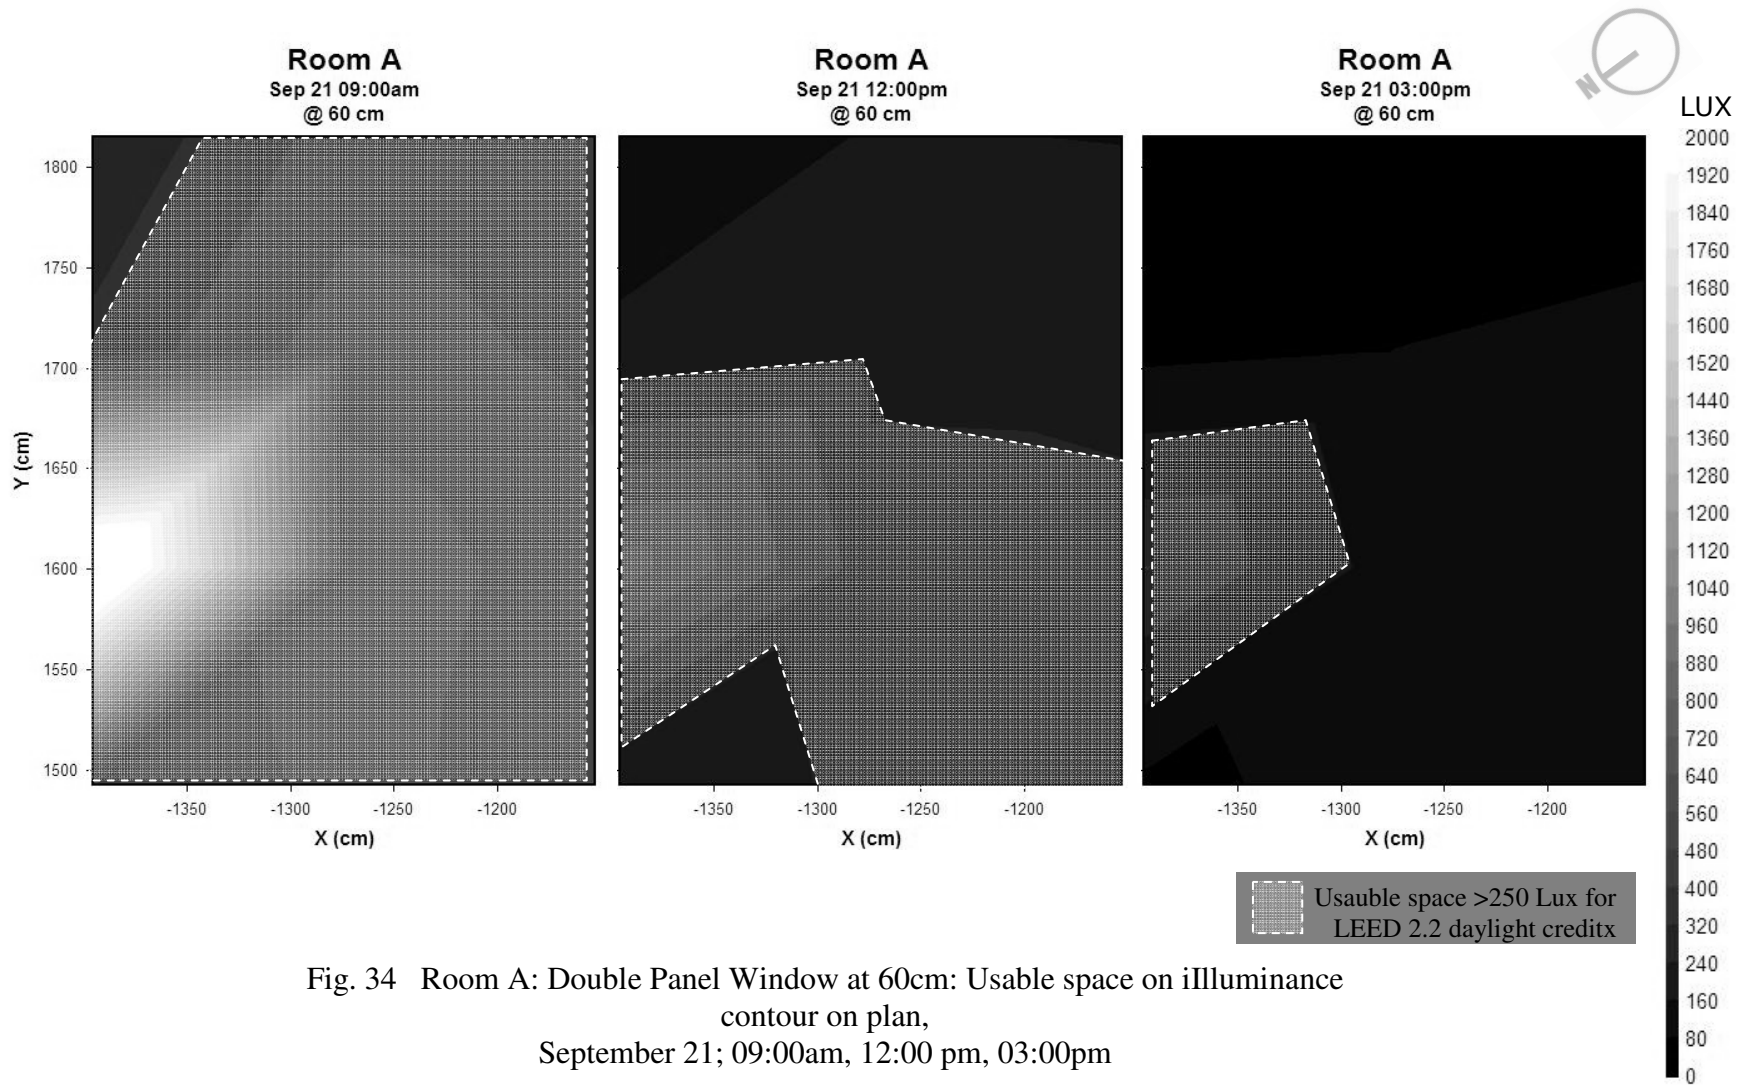 Room A
Sep 21 09:00am
@ 60 cm
Room A
Sep 21 12:00pm
@ 60 cm
Room A
Sep 21 03:00pm
@ 60 cm
N
LUX
2000
1920
1840
1760
1680
1600
1520
1440
1360
1280
1200
1120
1040
960
880
800
720
640
560
480
400
320
240
160
80
0
Y (cm)
1800
1750
1700
1650
1600
1550
1500
-1350 -1300 -1250 -1200
X (cm)
-1350 -1300 -1250 -1200
X (cm)
-1350 -1300 -1250 -1200
X (cm)
Usauble space >250 Lux for
LEED 2.2 daylight creditx
Fig. 34 Room A: Double Panel Window at 60cm: Usable space on iIlluminance
contour on plan,
September 21; 09:00am, 12:00 pm, 03:00pm